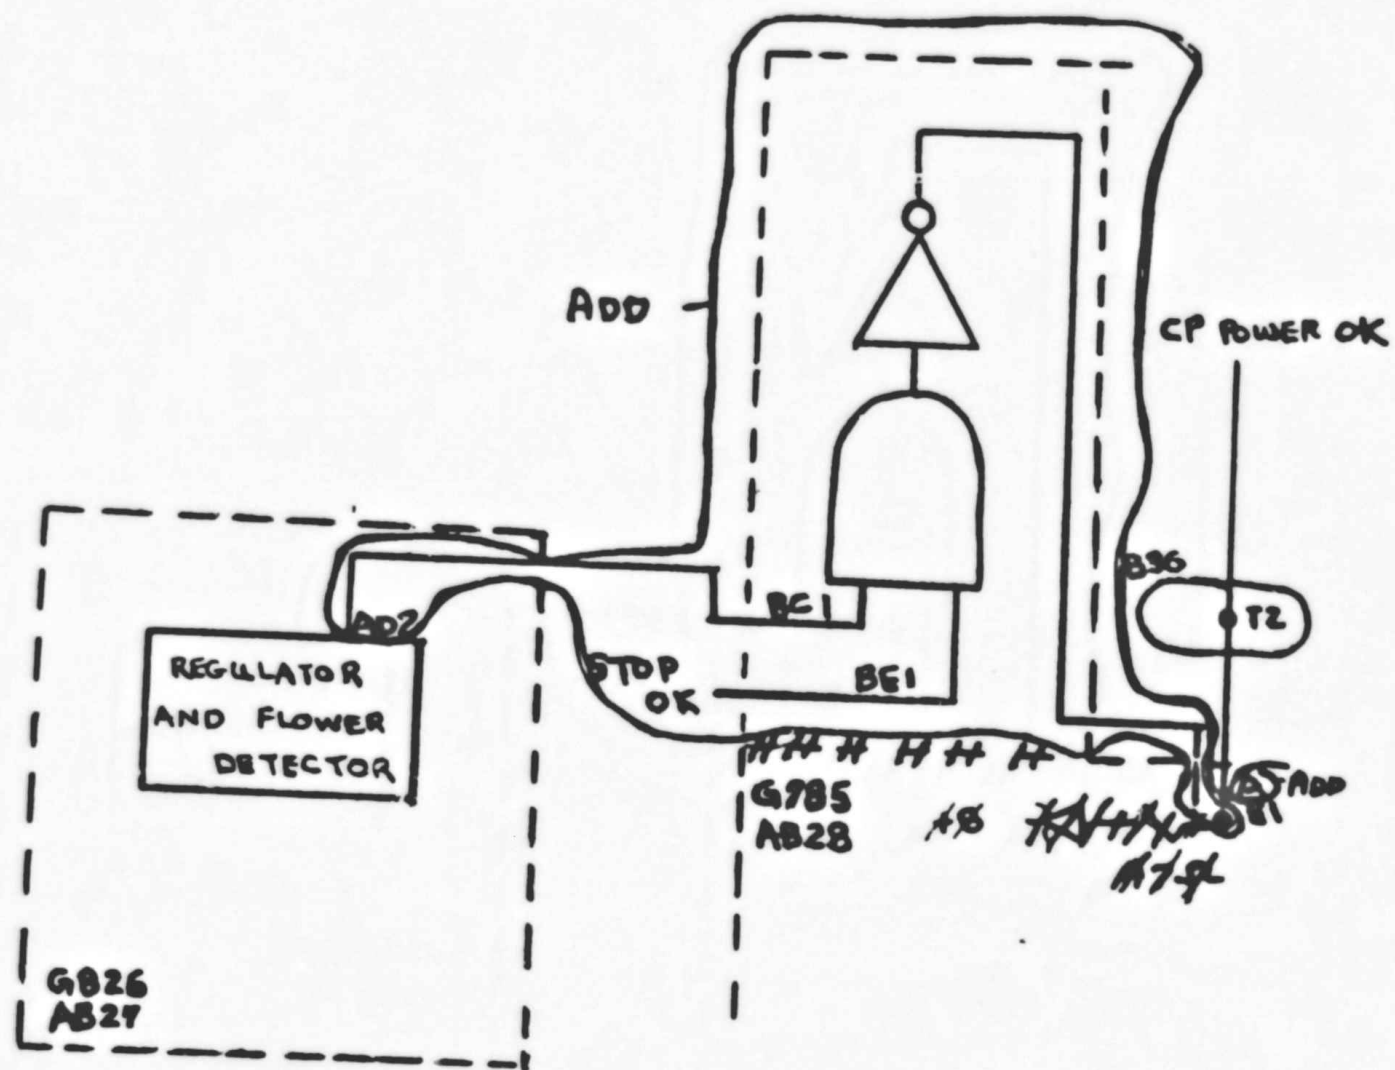 ADD
CP POWER OK
B36
T2
AD2
BC1
REGULATOR
AND FLOWER
DETECTOR
STOP
OK
BE1
G785
AB28
ADD
G826
AB27